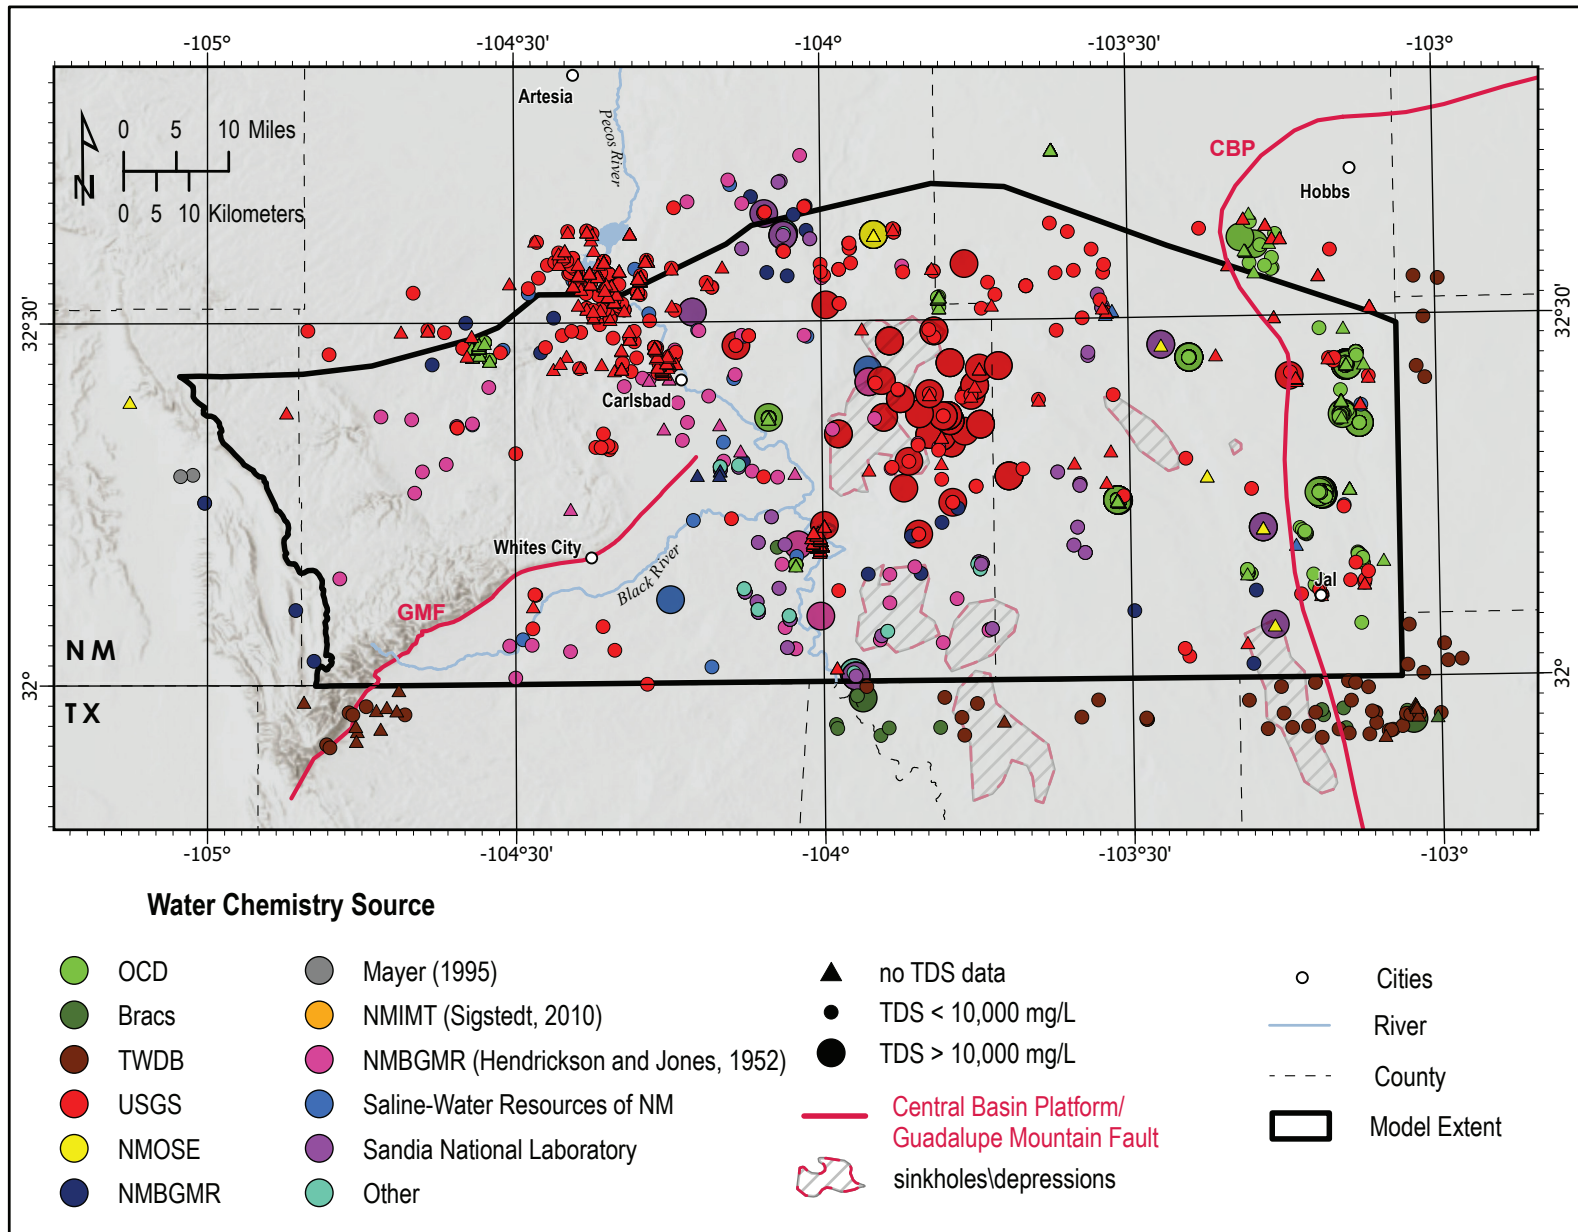 -105°
-104°30'
-104°
-103°30'
-103°
Artesia
Pecos River
0 5 10 Miles
N
0 5 10 Kilometers
CBP
Hobbs
32°30'
32°30'
Carlsbad
Whites City
Black River
GMF
Jal
NM
32°
32°
TX
-105°
-104°30'
-104°
-103°30'
-103°
Water Chemistry Source
OCD
Bracs
TWDB
USGS
NMOSE
NMBGMR
Mayer (1995)
NMIMT (Sigstedt, 2010)
NMBGMR (Hendrickson and Jones, 1952)
Saline-Water Resources of NM
Sandia National Laboratory
Other
no TDS data
TDS < 10,000 mg/L
TDS > 10,000 mg/L
Central Basin Platform/
Guadalupe Mountain Fault
sinkholes\depressions
Cities
River
County
Model Extent